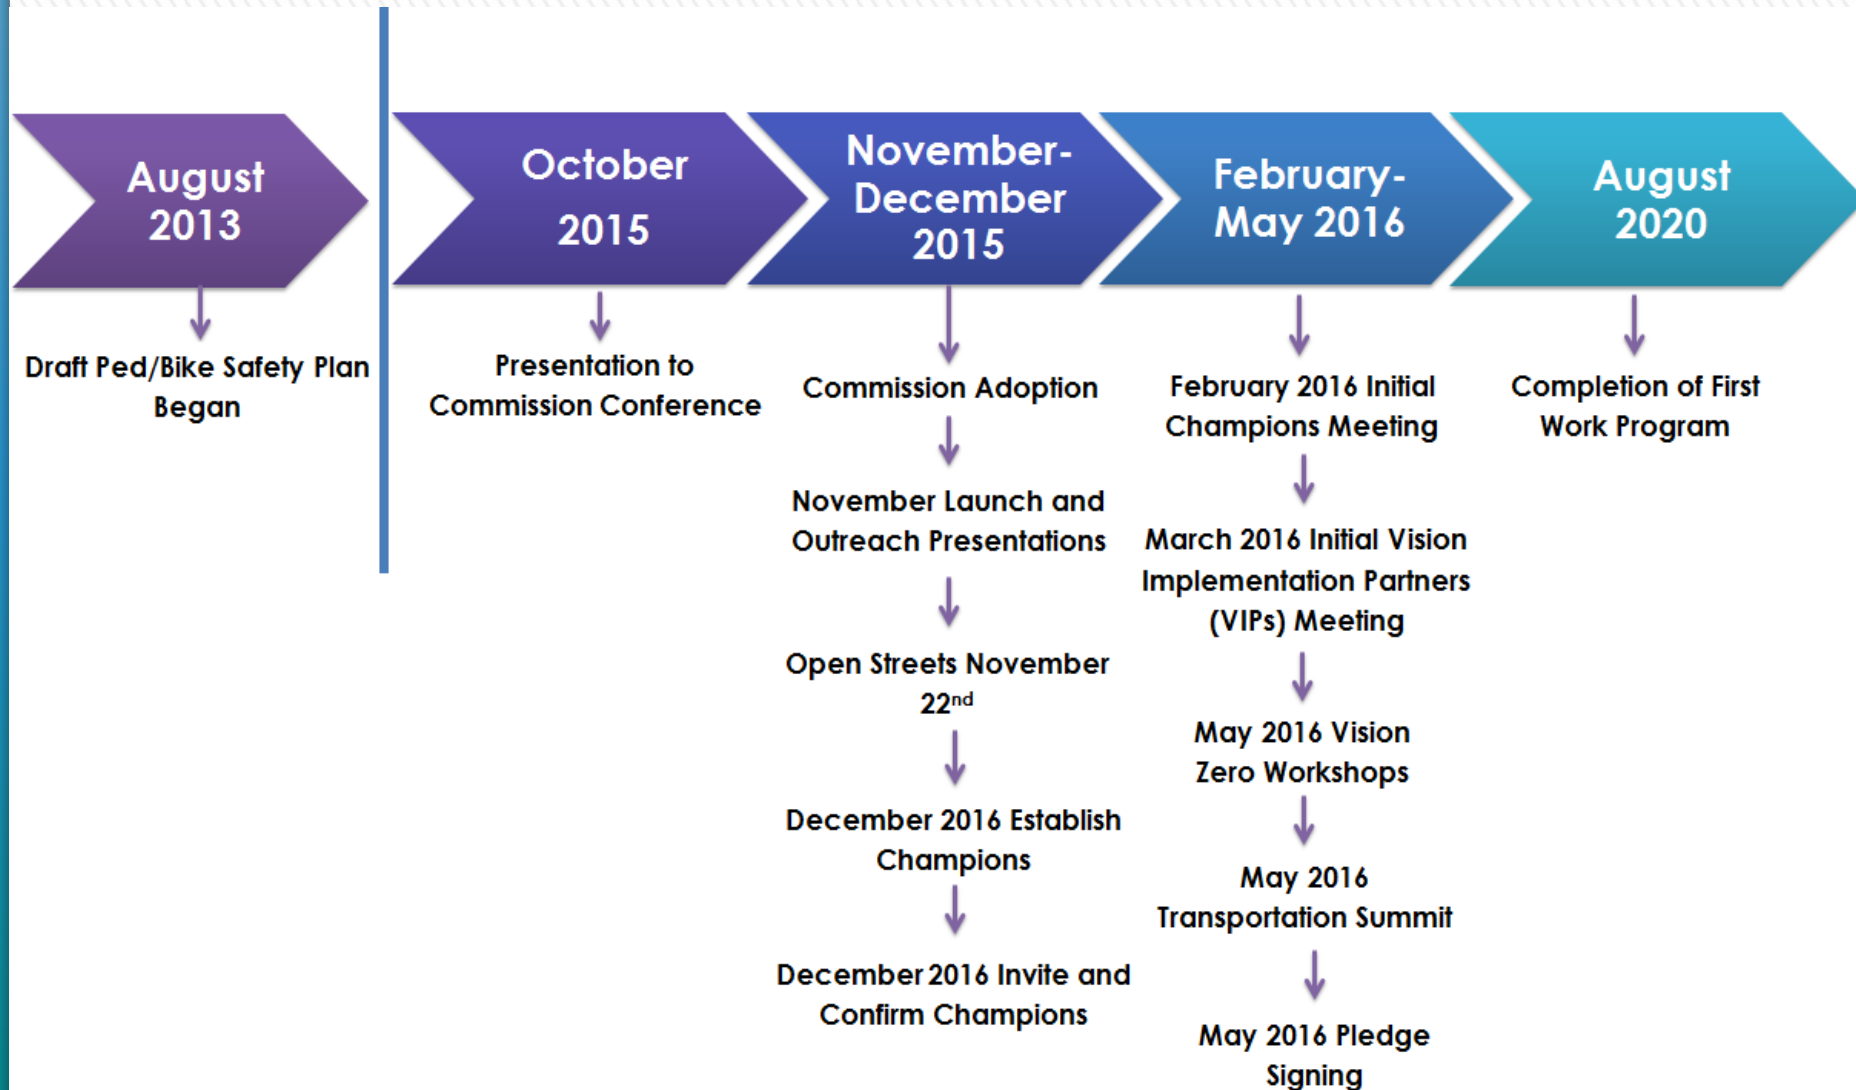 August
2013
Draft Ped/Bike Safety Plan
Began
October
2015
Presentation to
Commission Conference
November-
December
2015
Commission Adoption
November Launch and
Outreach Presentations
Open Streets November
22nd
December 2016 Establish
Champions
December 2016 Invite and
Confirm Champions
February-
May 2016
February 2016 Initial
Champions Meeting
March 2016 Initial Vision
Implementation Partners
(VIPs) Meeting
May 2016 Vision
Zero Workshops
May 2016
Transportation Summit
May 2016 Pledge
Signing
August
2020
Completion of First
Work Program